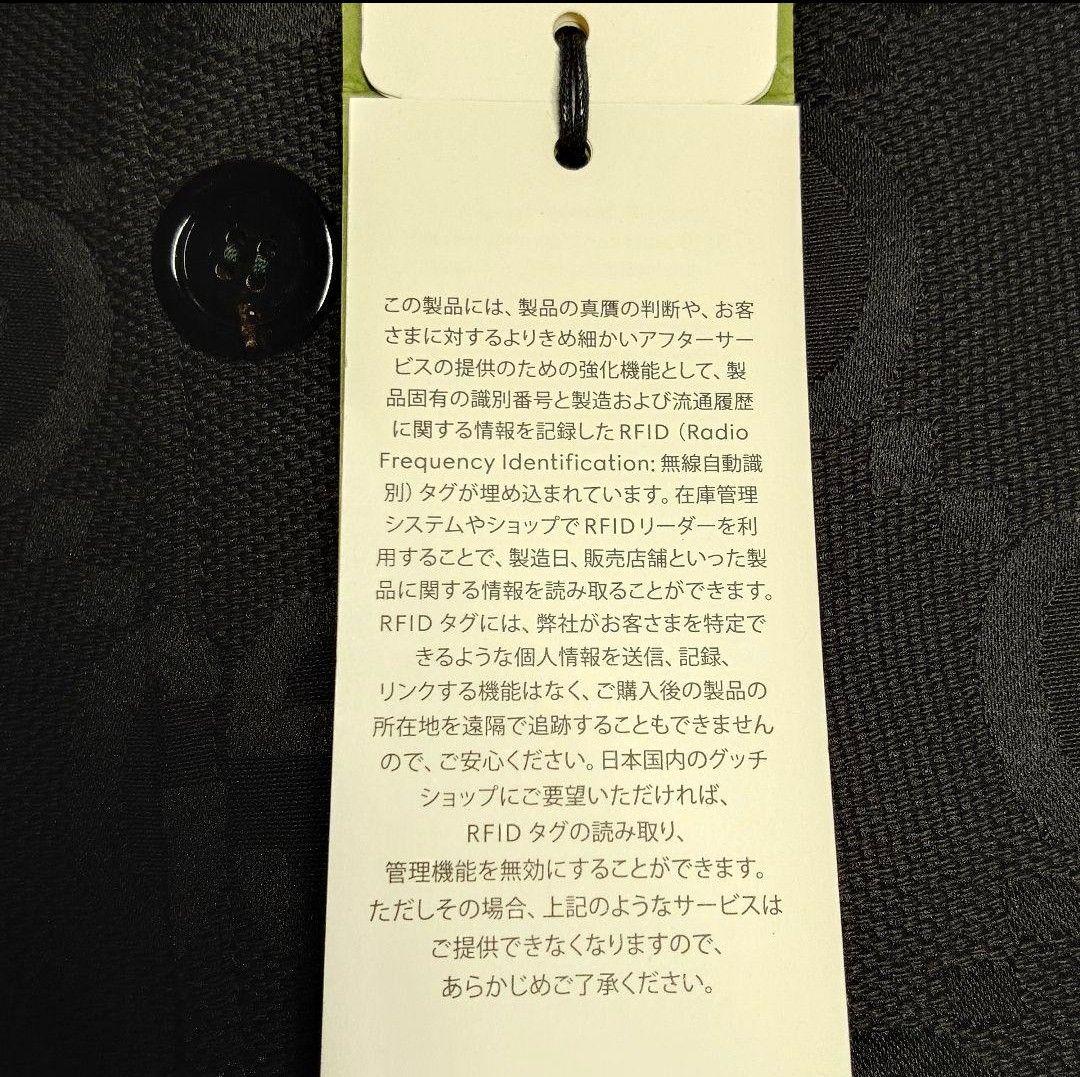 この製品には、製品の真贋の判断や、お客
さまに対するよりきめ細かいアフターサー
ビスの提供のための強化機能として、製
品固有の識別番号と製造および流通履歴
に関する情報を記録したRFID（Radio
Frequency Identification: 無線自動識
別）タグが埋め込まれています。在庫管理
システムやショップでRFIDリーダーを利
用することで、製造日、販売店舗といった製
品に関する情報を読み取ることができます。
RFID タグには、弊社がお客さまを特定で
きるような個人情報を送信、記録、
リンクする機能はなく、ご購入後の製品の
所在地を遠隔で追跡することもできません
ので、ご安心ください。日本国内のグッチ
ショップにご要望いただければ、
RFID タグの読み取り、
管理機能を無効にすることができます。
ただしその場合、上記のようなサービスは
ご提供できなくなりますので、
あらかじめご了承ください。